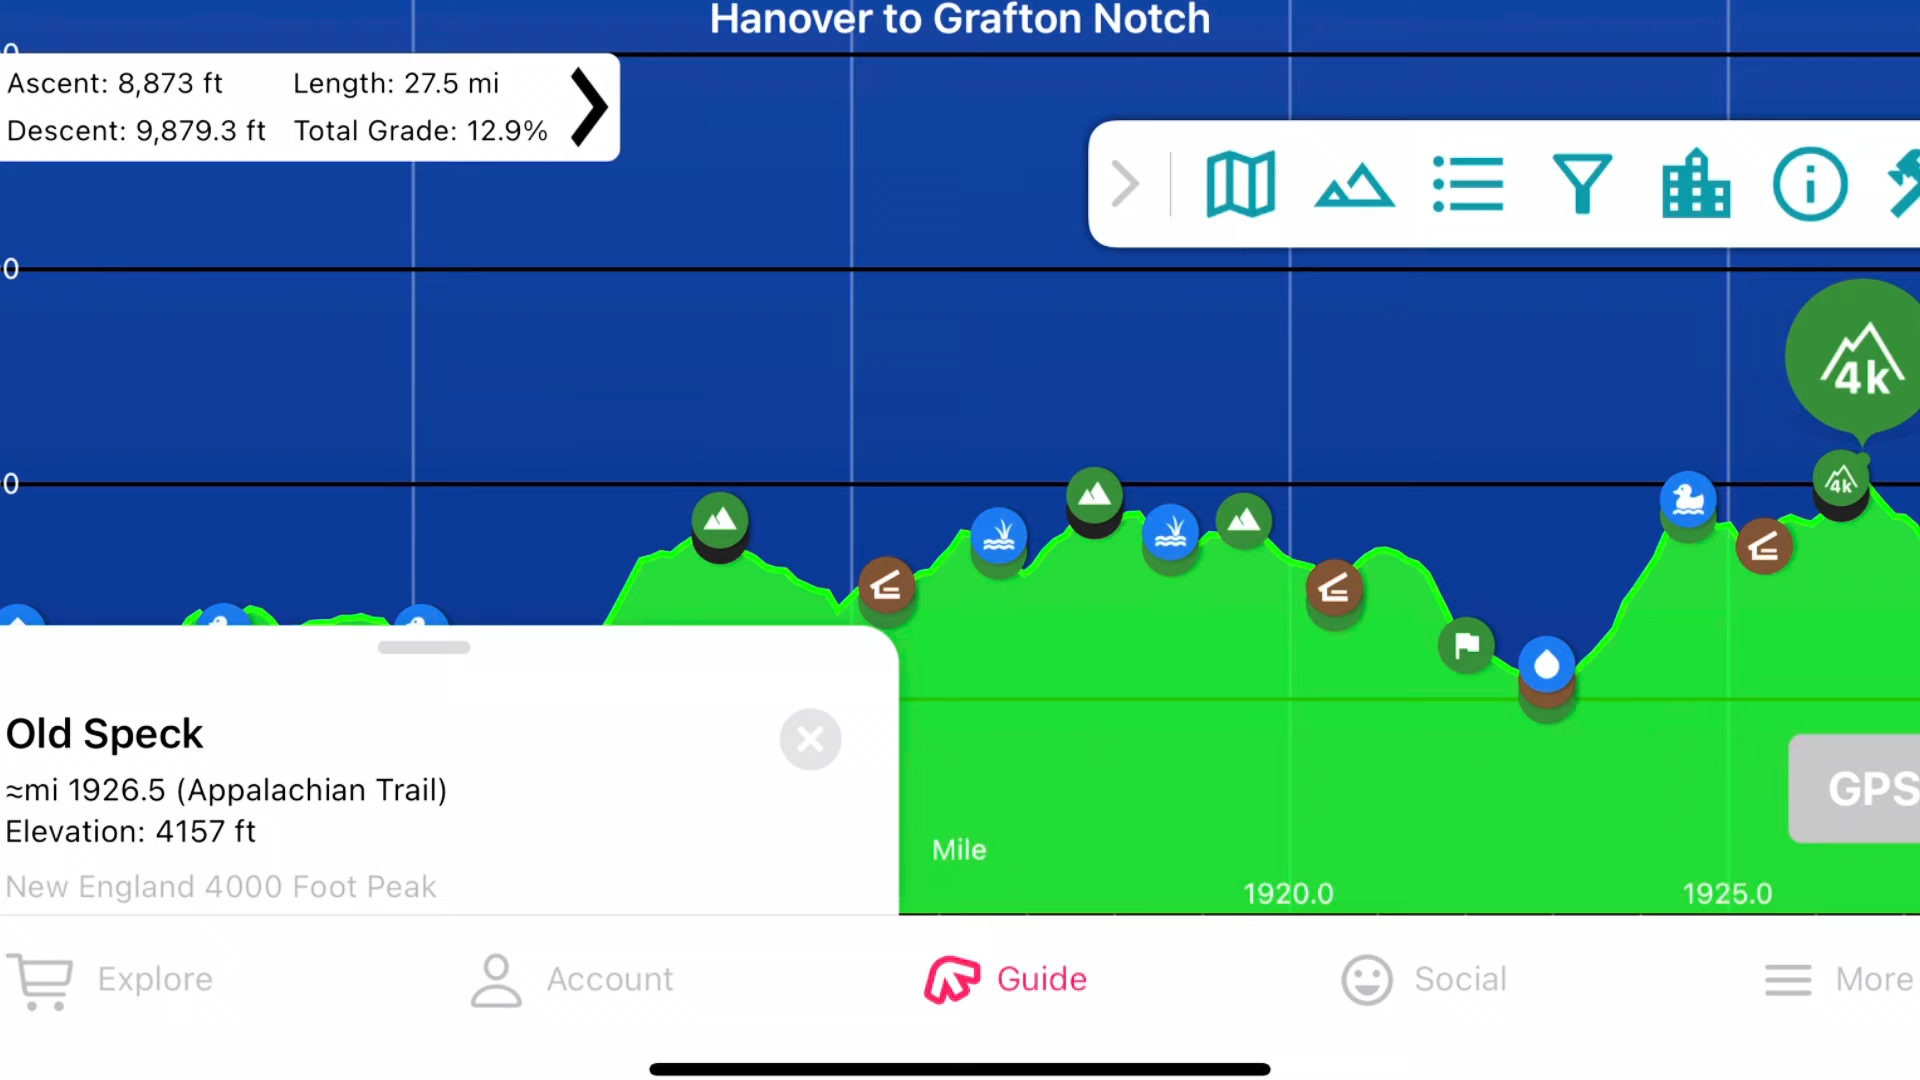 Hanover to Grafton Notch
0
Ascent: 8,873 ft Length: 27.5 mi
Descent: 9,879.3 ft Total Grade: 12.9%
0
4k
4k
0
Old Speck
≈mi 1926.5 (Appalachian Trail)
Elevation: 4157 ft
New England 4000 Foot Peak
GPS
Mile
1920.0 1925.0
Explore Account Guide Social More